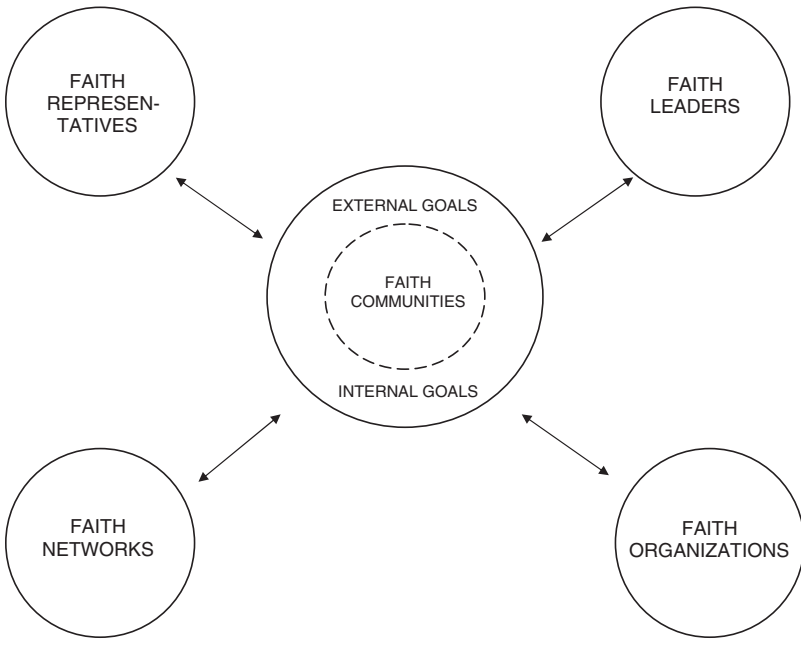 FAITH
REPRESEN-
TATIVES
FAITH
LEADERS
EXTERNAL GOALS
FAITH
COMMUNITIES
INTERNAL GOALS
FAITH
NETWORKS
FAITH
ORGANIZATIONS